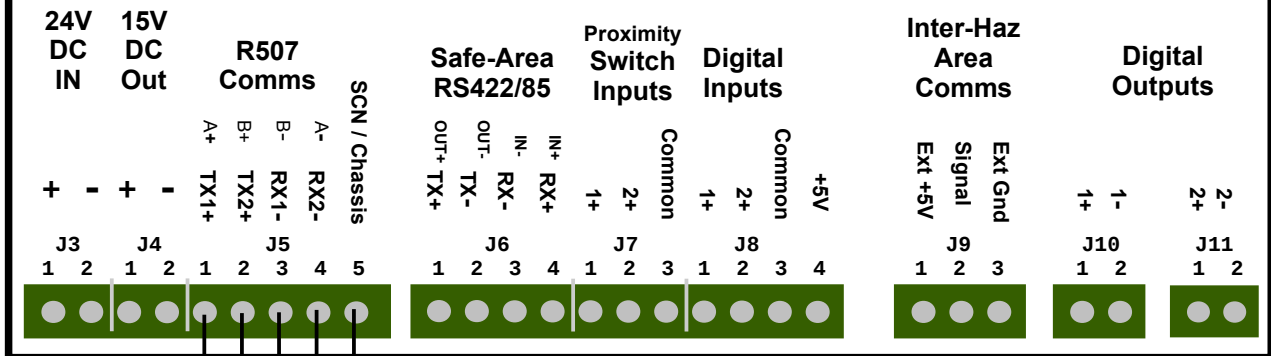 24V DC IN
15V DC Out
R507 Comms
Safe-Area RS422/85
Proximity Switch Inputs
Digital Inputs
Inter-Haz Area Comms
Digital Outputs
+ - + -
A+ B+ B- A-
TX1+ TX2+ RX1- RX2- SCN / Chassis
OUT+ OUT- IN- IN+
TX+ TX- RX- RX+
1+ 2+ Common
1+ 2+ Common +5V
Ext +5V Signal Ext Gnd
1+ 1-
2+ 2-
J3 J4 J5 J6 J7 J8 J9 J10 J11
1 2 1 2 1 2 3 4 5 1 2 3 4 1 2 3 1 2 3 4 1 2 3 1 2 1 2